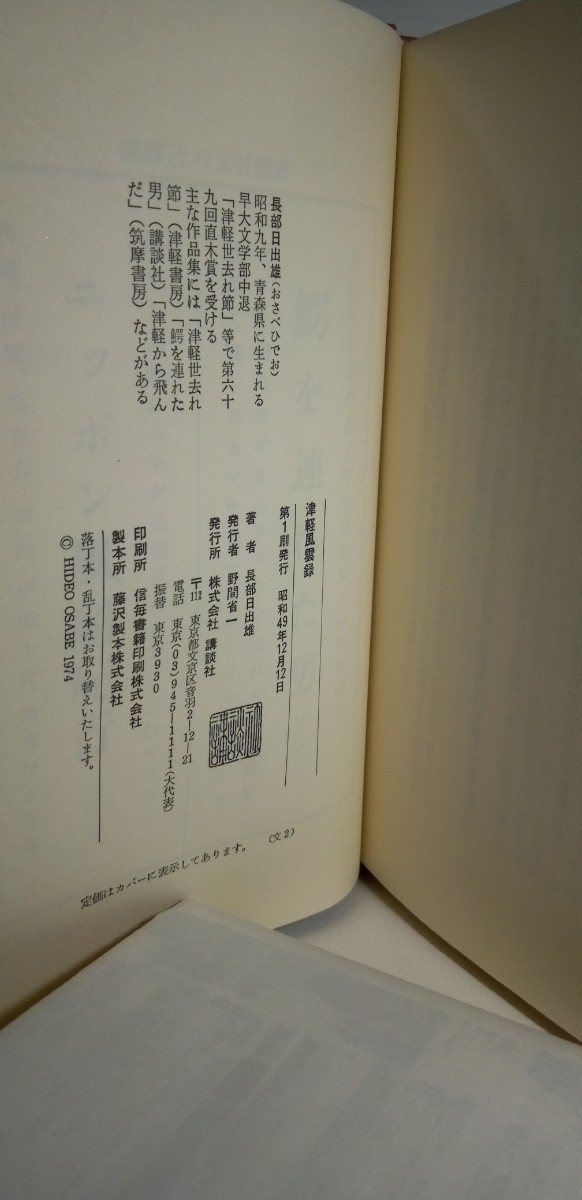 長部日出雄(おさべひでお)
昭和九年、青森県に生まれる
早大文学部中退
「津軽世去れ節」等で第六十
九回直木賞を受ける
主な作品集には「津軽世去れ
節」(津軽書房)「鰐を連れた
男」(講談社)「津軽から飛ん
だ」(筑摩書房)などがある
津軽風雲録
第1刷発行 昭和49年12月12日
著者 長部日出雄
発行者 野間省一
発行所 株式会社 講談社
〒112 東京都文京区音羽2—12—21
電話 東京(03)945—1111(大代表)
振替 東京3930
印刷所 信毎書籍印刷株式会社
製本所 藤沢製本株式会社
落丁本・乱丁本はお取り替えいたします。
© HIDEO OSABE 1974
(文2)
定価はカバーに表示してあります。